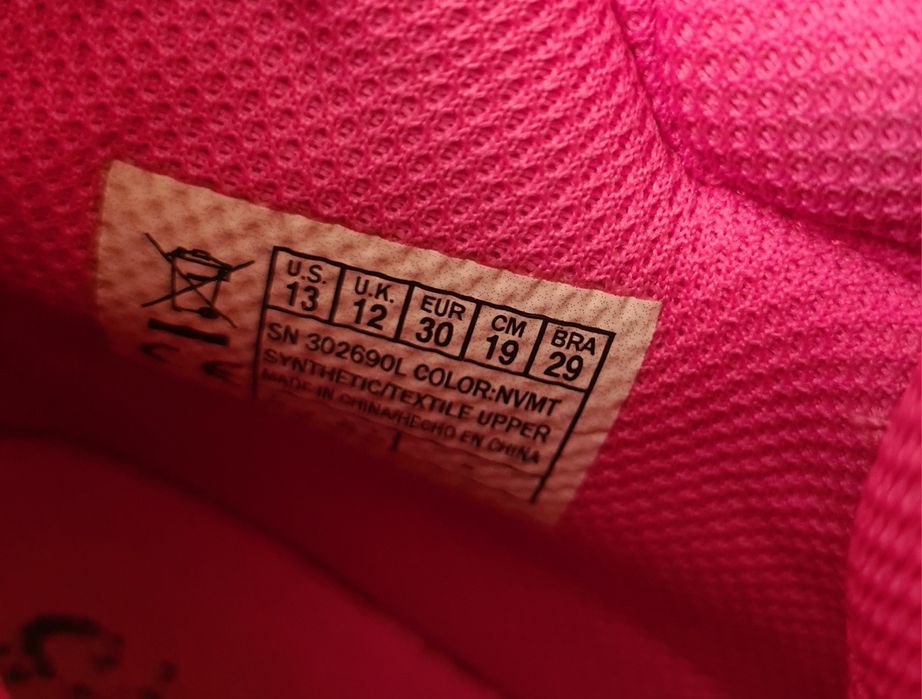 U.S. U.K. EUR CM BRA
13 12 30 19 29
SN 302690L COLOR:NVMT
SYNTHETIC/TEXTILE UPPER
MADE IN CHINA/HECHO EN CHINA